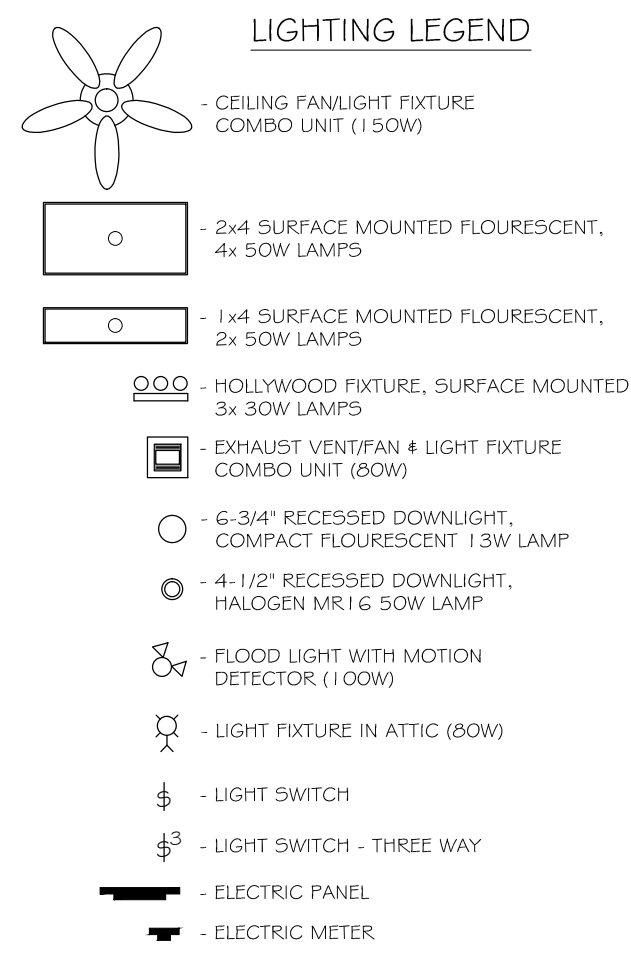 LIGHTING LEGEND
- CEILING FAN/LIGHT FIXTURE
COMBO UNIT (150W)
- 2x4 SURFACE MOUNTED FLOURESCENT,
4x 50W LAMPS
- 1x4 SURFACE MOUNTED FLOURESCENT,
2x 50W LAMPS
- HOLLYWOOD FIXTURE, SURFACE MOUNTED
3x 30W LAMPS
- EXHAUST VENT/FAN & LIGHT FIXTURE
COMBO UNIT (80W)
- 6-3/4" RECESSED DOWNLIGHT,
COMPACT FLOURESCENT 13W LAMP
- 4-1/2" RECESSED DOWNLIGHT,
HALOGEN MR16 50W LAMP
- FLOOD LIGHT WITH MOTION
DETECTOR (100W)
- LIGHT FIXTURE IN ATTIC (80W)
$ - LIGHT SWITCH
$3 - LIGHT SWITCH - THREE WAY
- ELECTRIC PANEL
- ELECTRIC METER